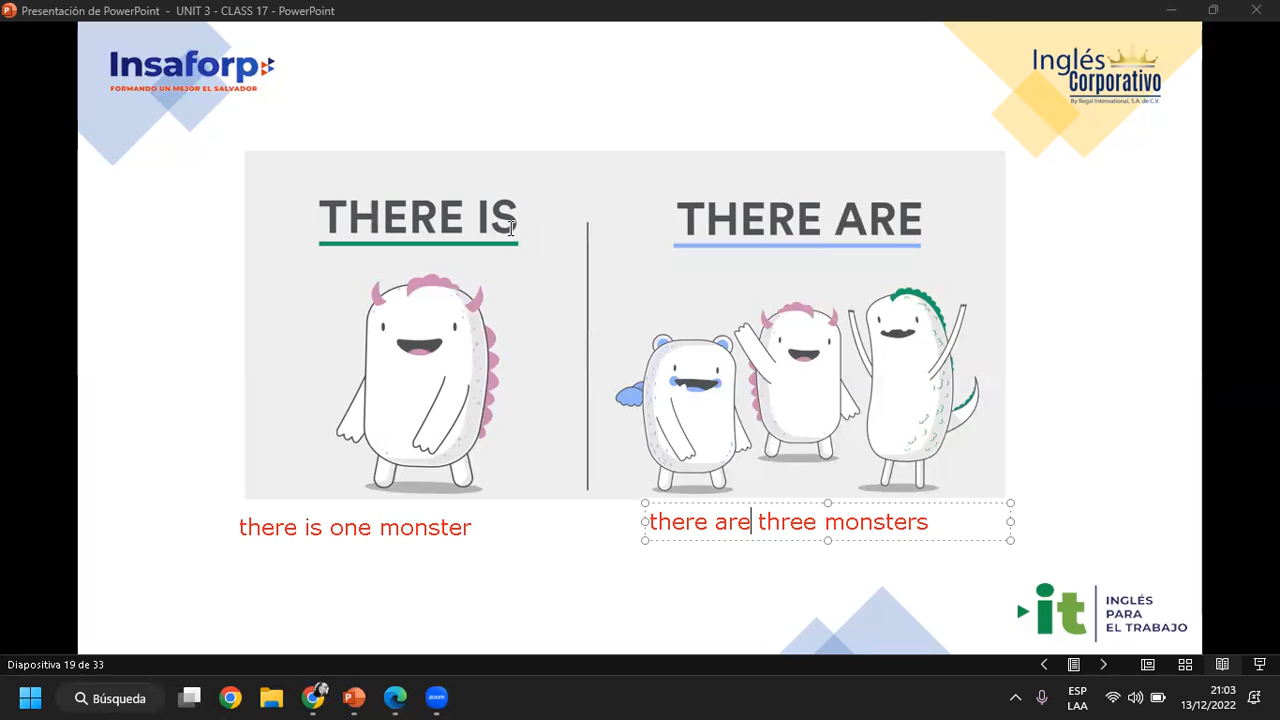 Presentación de PowerPoint - UNIT 3 - CLASS 17 - PowerPoint
Insaforp
FORMANDO UN MEJOR EL SALVADOR
Inglés
Corporativo
By Regal International, S.A. de C.V.
THERE IS
THERE ARE
there is one monster
there are three monsters
it
INGLÉS
PARA
EL TRABAJO
Diapositiva 19 de 33
Búsqueda
zoom
ESP
LAA
21:03
13/12/2022